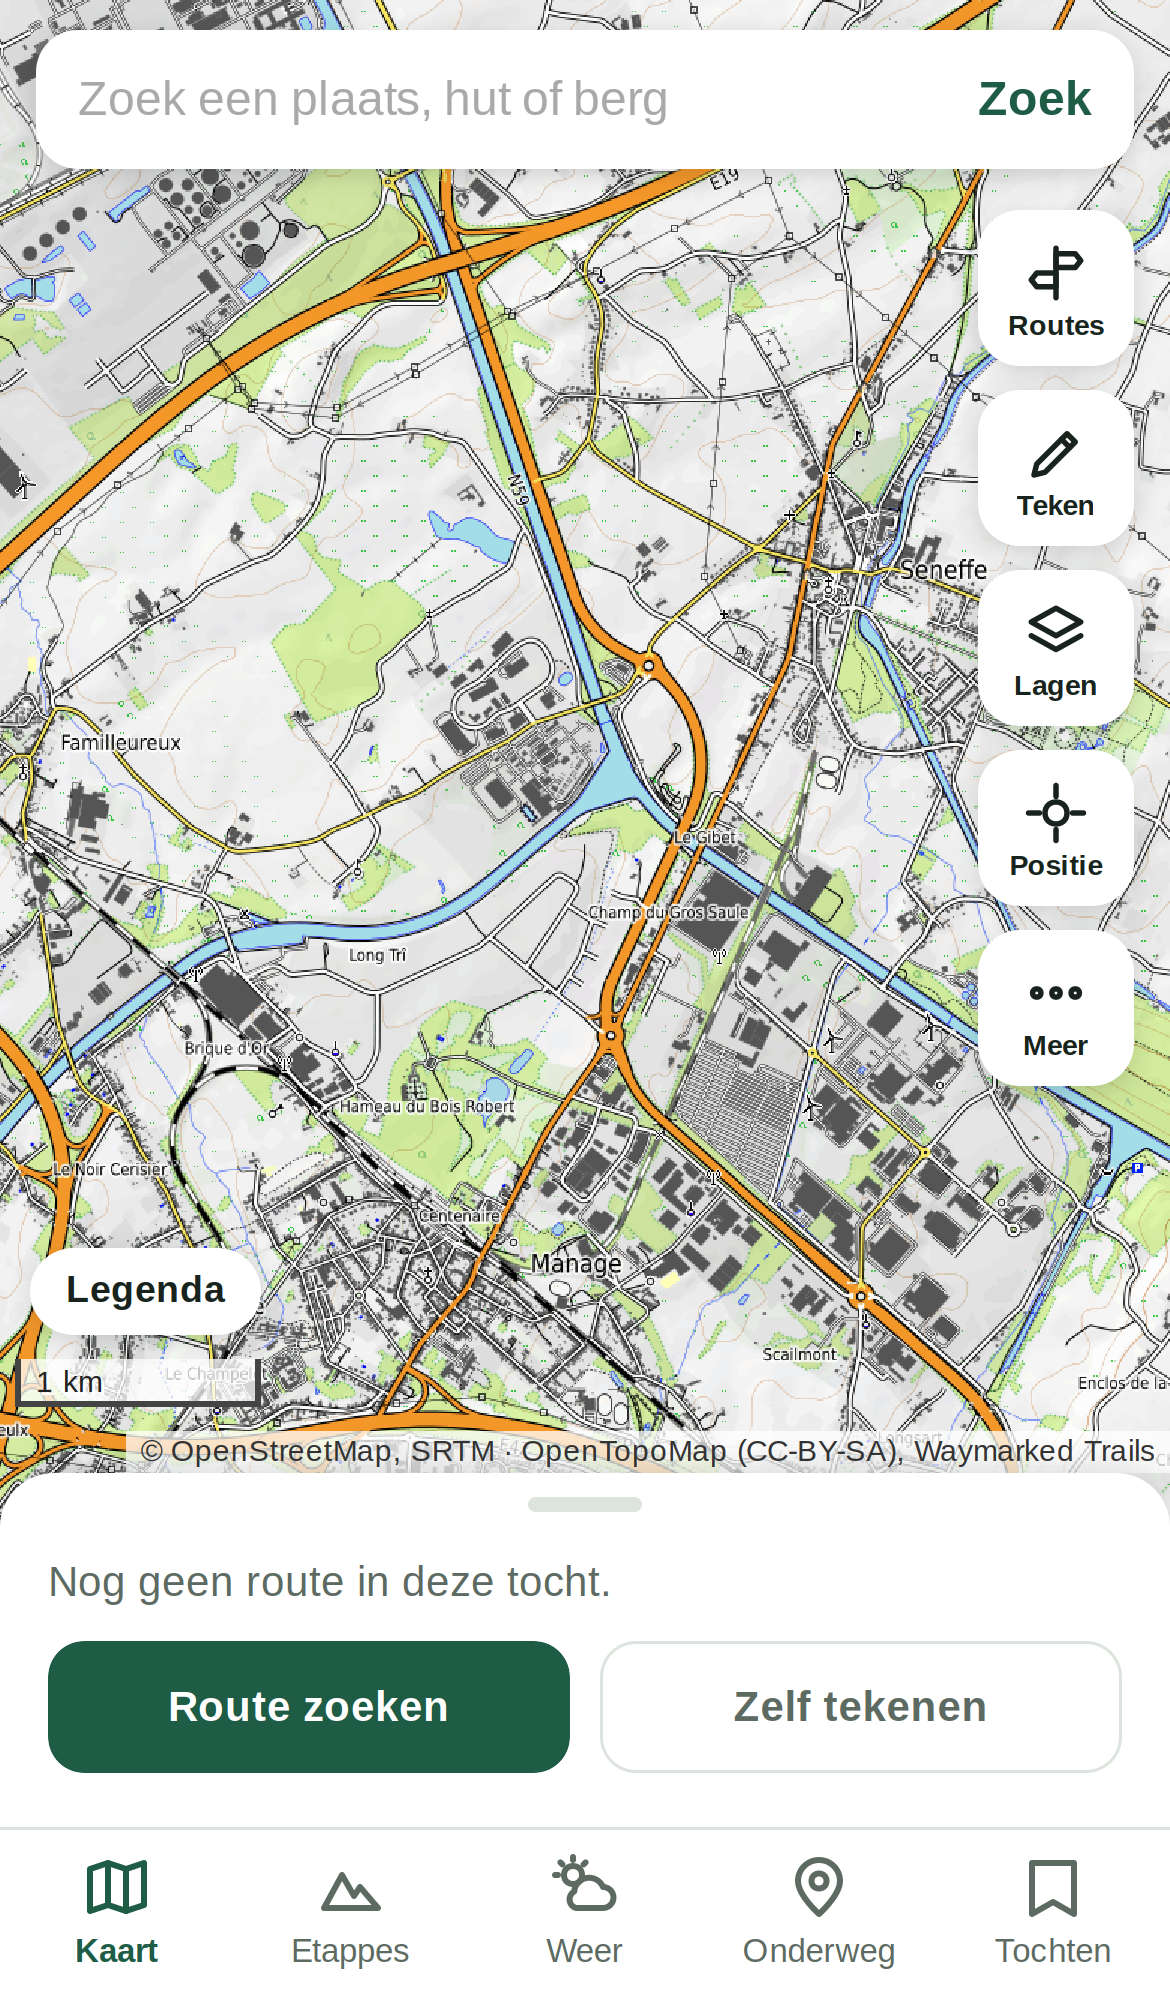 Zoek een plaats, hut of berg
Zoek
E19
Routes
N59
Teken
Seneffe
Lagen
Familleureux
Le Gibet
Positie
Champ du Gros Saule
Long Tri
Brique d'Or
Meer
Hameau du Bois Robert
Le Noir Cerisier
P
Centenaire
Manage
Legenda
Scailmont
1 km
Enclos de la
© OpenStreetMap, SRTM · OpenTopoMap (CC-BY-SA), Waymarked Trails
Nog geen route in deze tocht.
Route zoeken
Zelf tekenen
Kaart
Etappes
Weer
Onderweg
Tochten